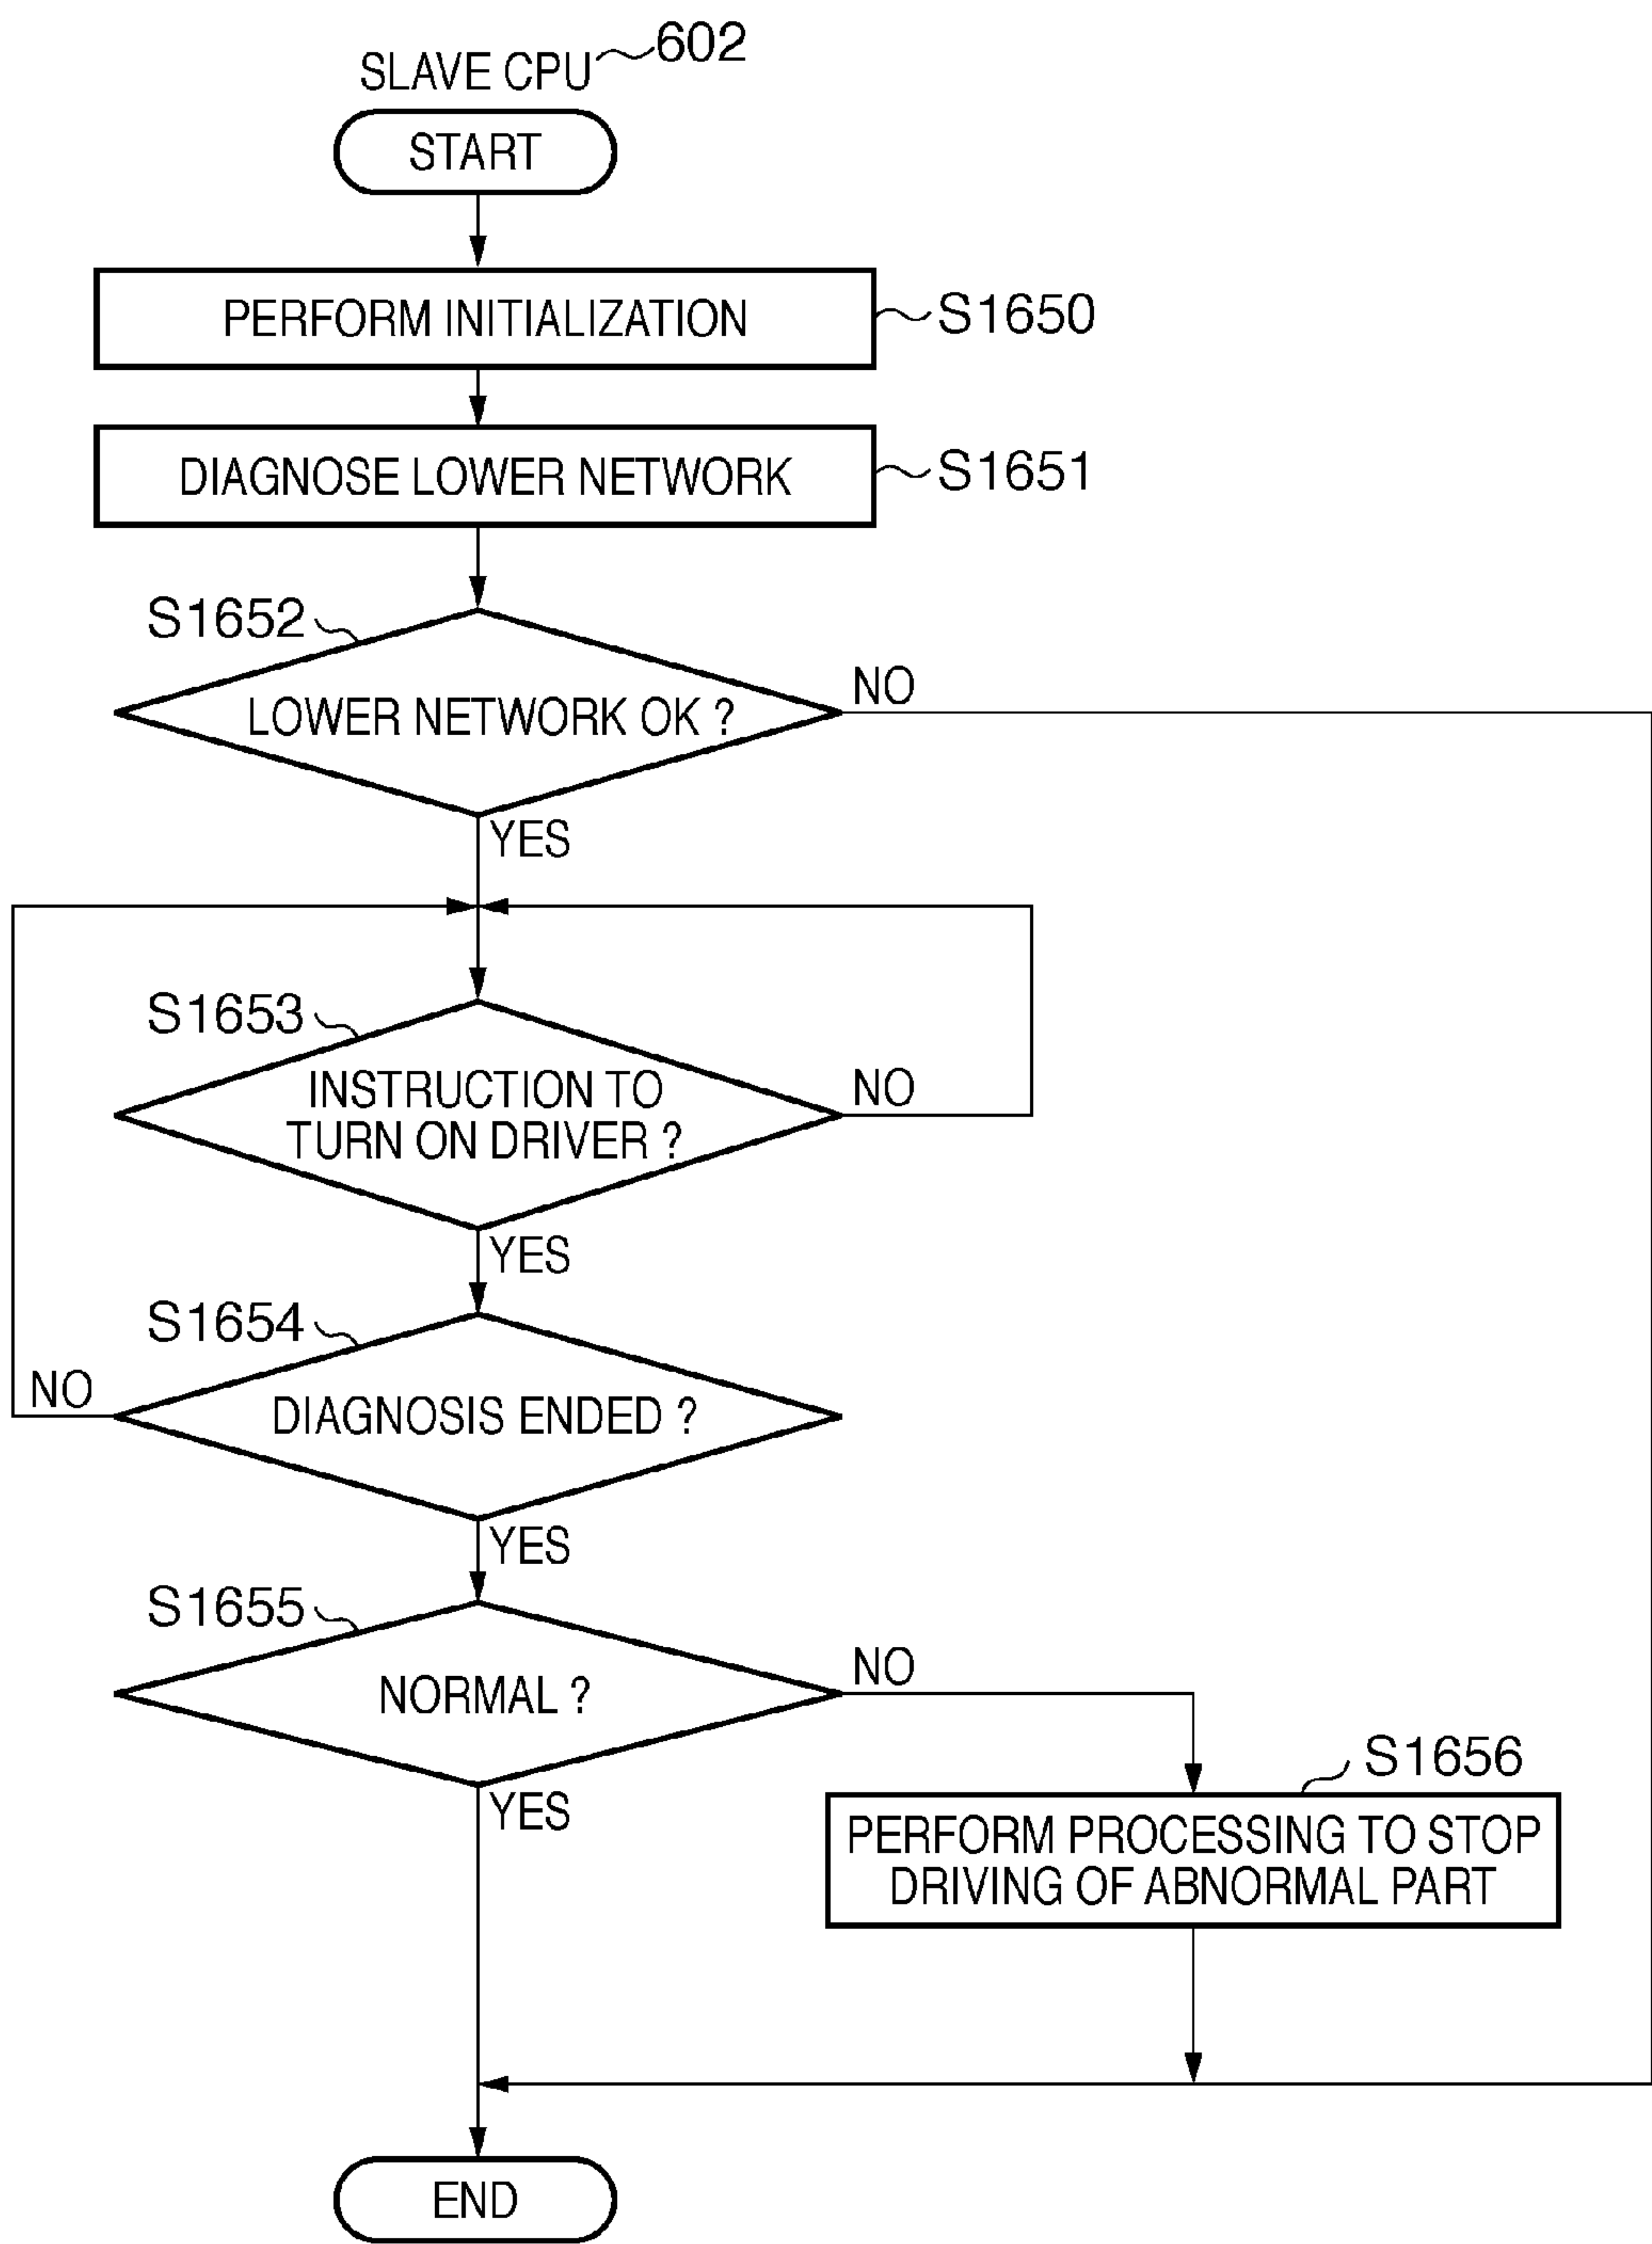 SLAVE CPU 602
START
PERFORM INITIALIZATION S1650
DIAGNOSE LOWER NETWORK S1651
S1652
LOWER NETWORK OK ? NO
YES
S1653
INSTRUCTION TO
TURN ON DRIVER ?
NO
YES
S1654
NO
DIAGNOSIS ENDED ?
YES
S1655
NORMAL ? NO
YES
S1656
PERFORM PROCESSING TO STOP
DRIVING OF ABNORMAL PART
END